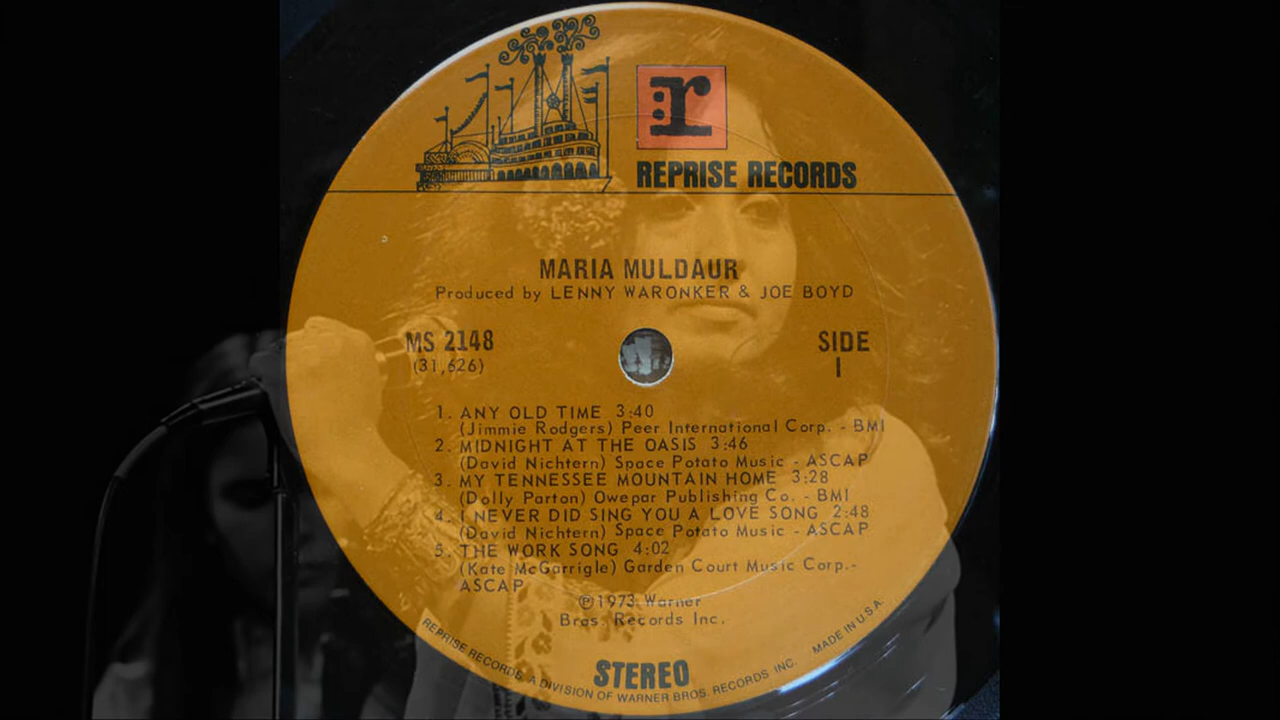 r
REPRISE RECORDS
MARIA MULDAUR
Produced by LENNY WARONKER & JOE BOYD
MS 2148
(31,626)
SIDE
1
1. ANY OLD TIME 3:40
(Jimmie Rodgers) Peer International Corp. - BMI
2. MIDNIGHT AT THE OASIS 3:46
(David Nichtern) Space Potato Music - ASCAP
3. MY TENNESSEE MOUNTAIN HOME 3:28
(Dolly Parton) Owepar Publishing Co. - BMI
4. I NEVER DID SING YOU A LOVE SONG 2:48
(David Nichtern) Space Potato Music - ASCAP
5. THE WORK SONG 4:02
(Kate McGarrigle) Garden Court Music Corp.-
ASCAP
℗1973 Warner
Bros. Records Inc.
STEREO
REPRISE RECORDS, A DIVISION OF WARNER BROS. RECORDS INC. MADE IN U.S.A.